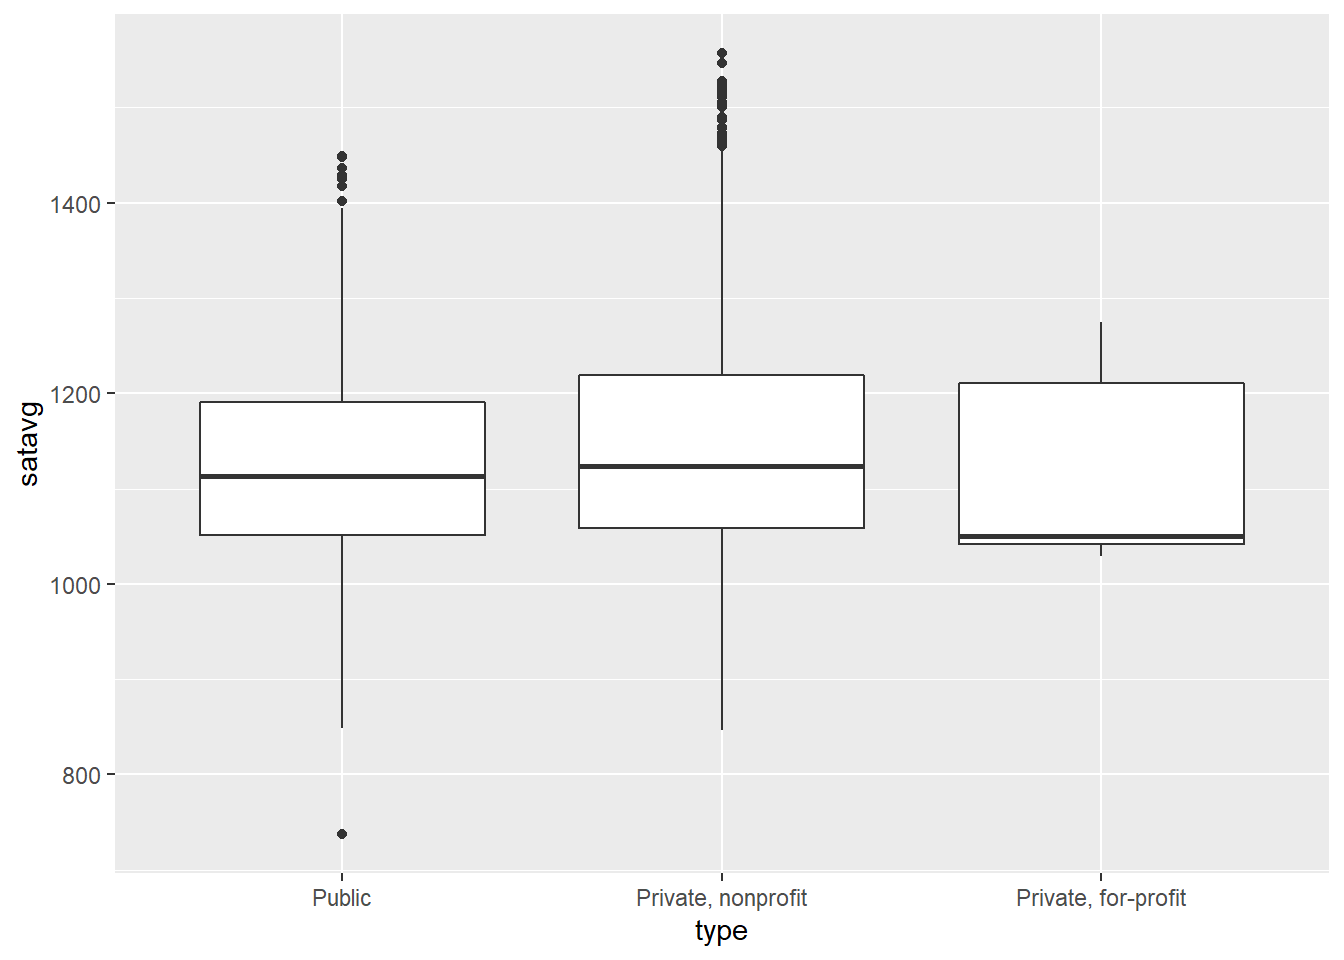 1400
1200
1000
800
satavg
Public
Private, nonprofit
Private, for-profit
type